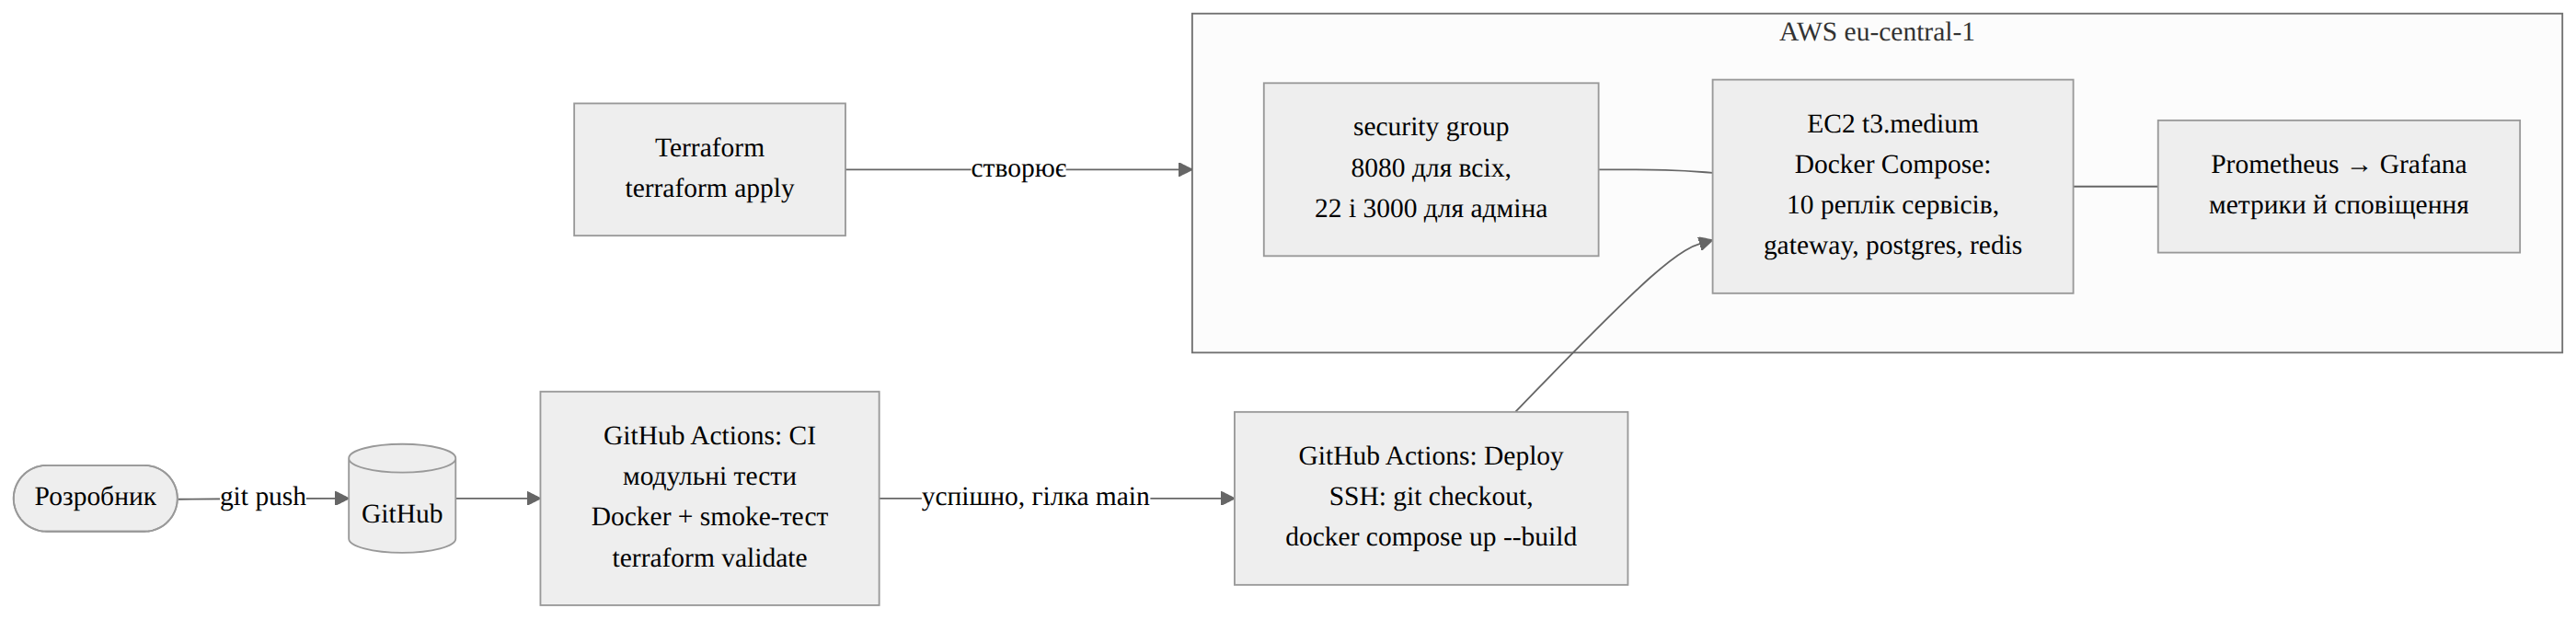 AWS eu-central-1
Terraform
terraform apply
створює
security group
8080 для всіх,
22 і 3000 для адміна
EC2 t3.medium
Docker Compose:
10 реплік сервісів,
gateway, postgres, redis
Prometheus → Grafana
метрики й сповіщення
Розробник
git push
GitHub
GitHub Actions: CI
модульні тести
Docker + smoke-тест
terraform validate
успішно, гілка main
GitHub Actions: Deploy
SSH: git checkout,
docker compose up --build